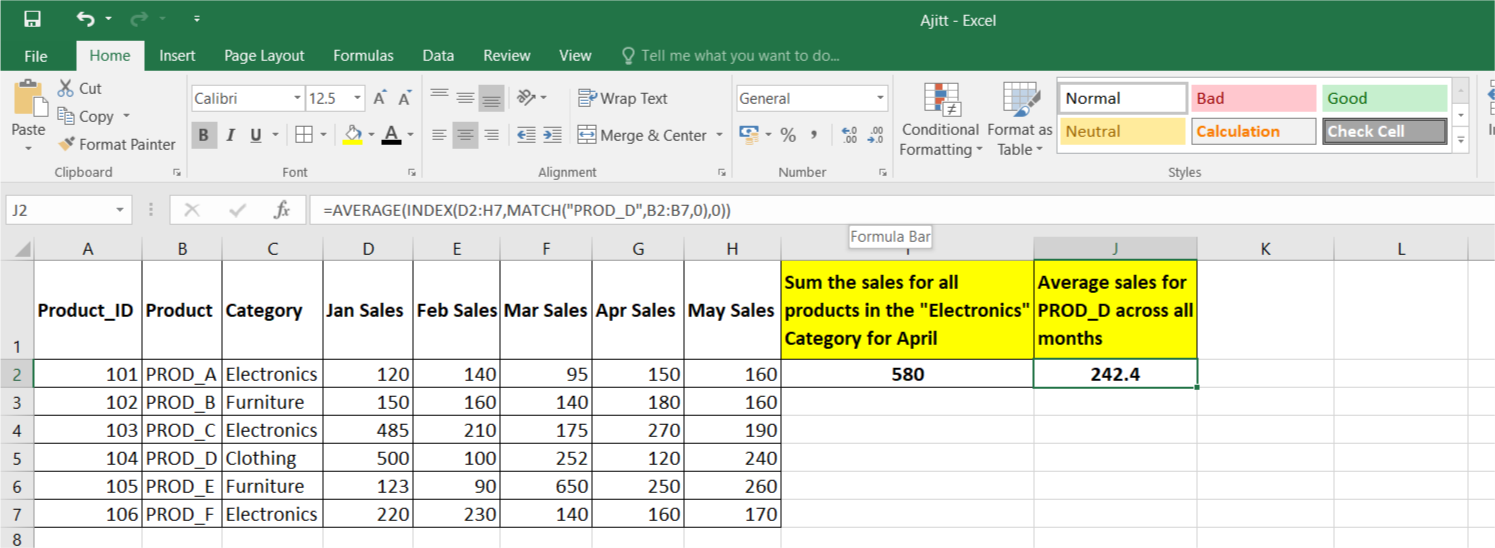 Ajitt - Excel
File Home Insert Page Layout Formulas Data Review View Tell me what you want to do...
Cut
Copy
Format Painter
Paste
Clipboard
Calibri 12.5 A A
B I U A
Font
Wrap Text
Merge & Center
Alignment
General
% , .0 .00 .00 .0
Number
Conditional Formatting
Format as Table
Normal Bad Good
Neutral Calculation Check Cell
Styles
J2 fx =AVERAGE(INDEX(D2:H7,MATCH("PROD_D",B2:B7,0),0))
Formula Bar
A B C D E F G H J K L
1 Product_ID Product Category Jan Sales Feb Sales Mar Sales Apr Sales May Sales Sum the sales for all products in the "Electronics" Category for April Average sales for PROD_D across all months
2 101 PROD_A Electronics 120 140 95 150 160 580 242.4
3 102 PROD_B Furniture 150 160 140 180 160
4 103 PROD_C Electronics 485 210 175 270 190
5 104 PROD_D Clothing 500 100 252 120 240
6 105 PROD_E Furniture 123 90 650 250 260
7 106 PROD_F Electronics 220 230 140 160 170
8